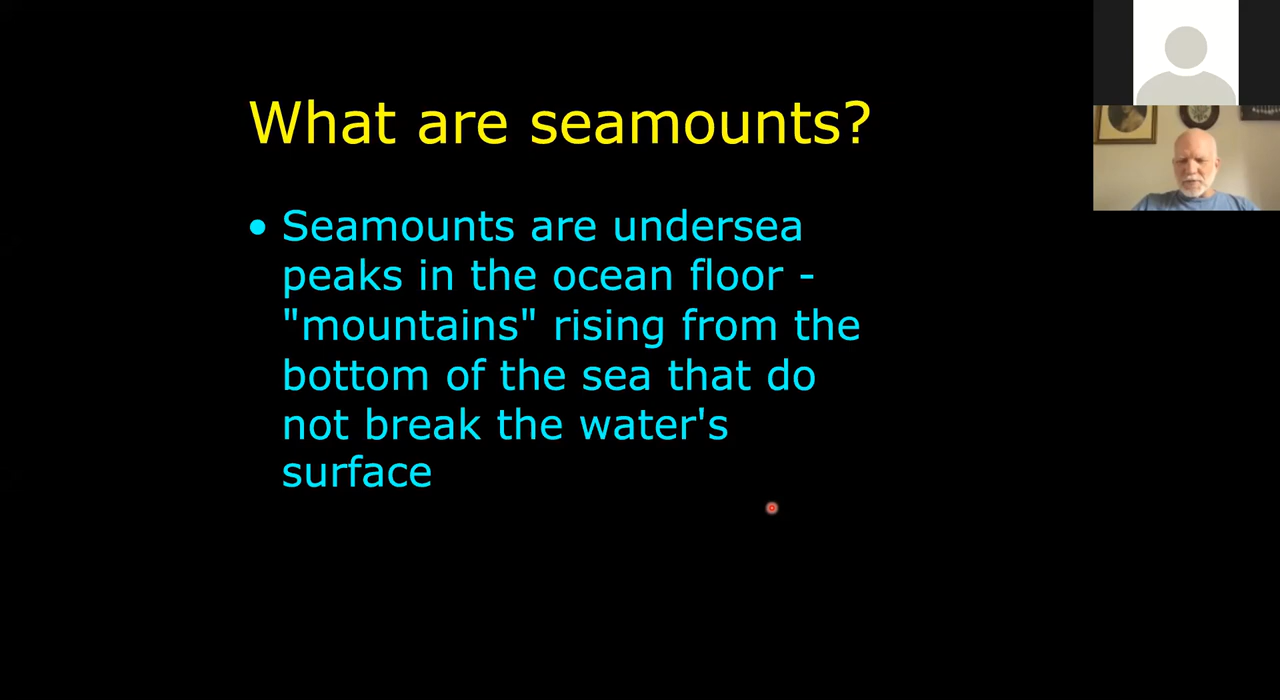 What are seamounts?
• Seamounts are undersea
peaks in the ocean floor -
"mountains" rising from the
bottom of the sea that do
not break the water's
surface